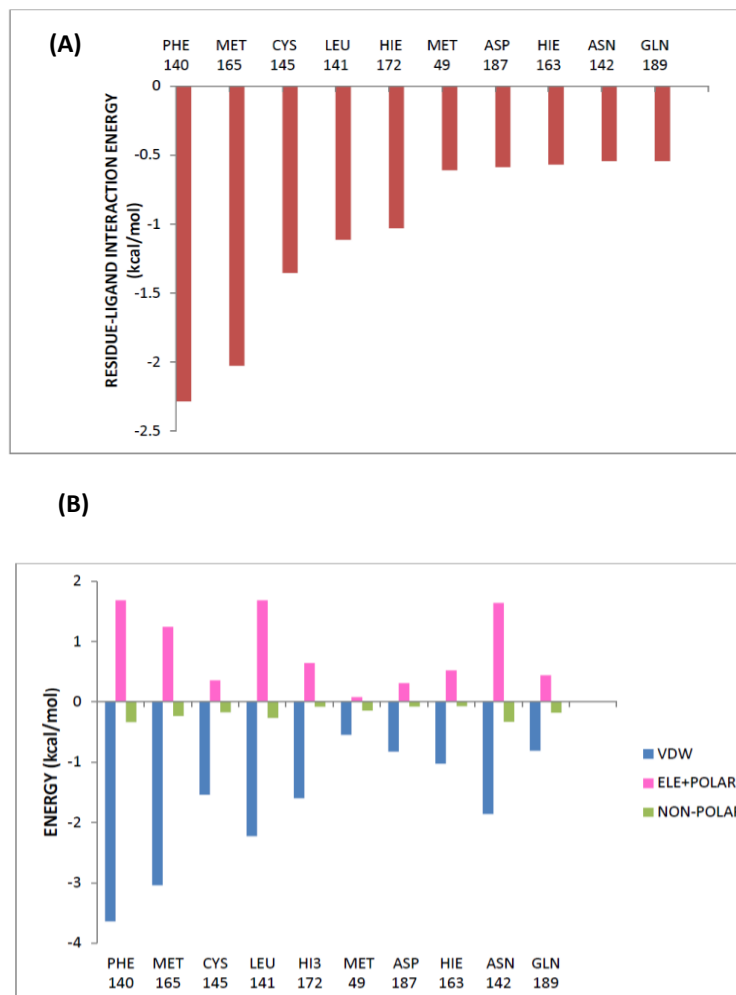 (A)
PHE MET CYS LEU HIE MET ASP HIE ASN GLN
140 165 145 141 172 49 187 163 142 189
0
-0.5
-1
-1.5
-2
-2.5
RESIDUE-LIGAND INTERACTION ENERGY
(kcal/mol)
(B)
2
1
0
-1
-2
-3
-4
ENERGY (kcal/mol)
VDW
ELE+POLAR
NON-POLAR
PHE MET CYS LEU HI3 MET ASP HIE ASN GLN
140 165 145 141 172 49 187 163 142 189